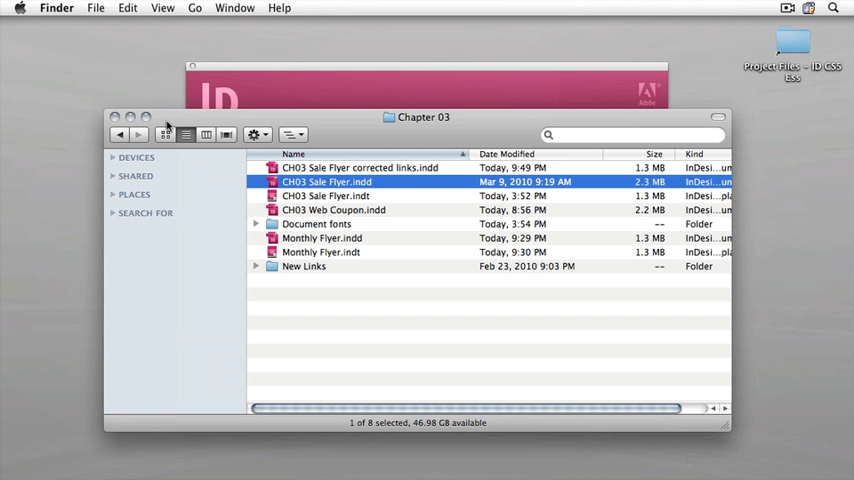 Finder File Edit View Go Window Help
Project Files - ID CS5
Ess
ID
Adobe
Chapter 03
Name Date Modified Size Kind
DEVICES
SHARED
PLACES
SEARCH FOR
CH03 Sale Flyer corrected links.indd Today, 9:49 PM 1.3 MB InDesi...um
CH03 Sale Flyer.indd Mar 9, 2010 9:19 AM 2.3 MB InDesi...um
CH03 Sale Flyer.indt Today, 3:52 PM 1.3 MB InDesi...pla
CH03 Web Coupon.indd Today, 8:56 PM 2.2 MB InDesi...um
Document fonts Today, 3:54 PM -- Folder
Monthly Flyer.indd Today, 9:29 PM 1.3 MB InDesi...um
Monthly Flyer.indt Today, 9:30 PM 1.3 MB InDesi...pla
New Links Feb 23, 2010 9:03 PM -- Folder
1 of 8 selected, 46.98 GB available